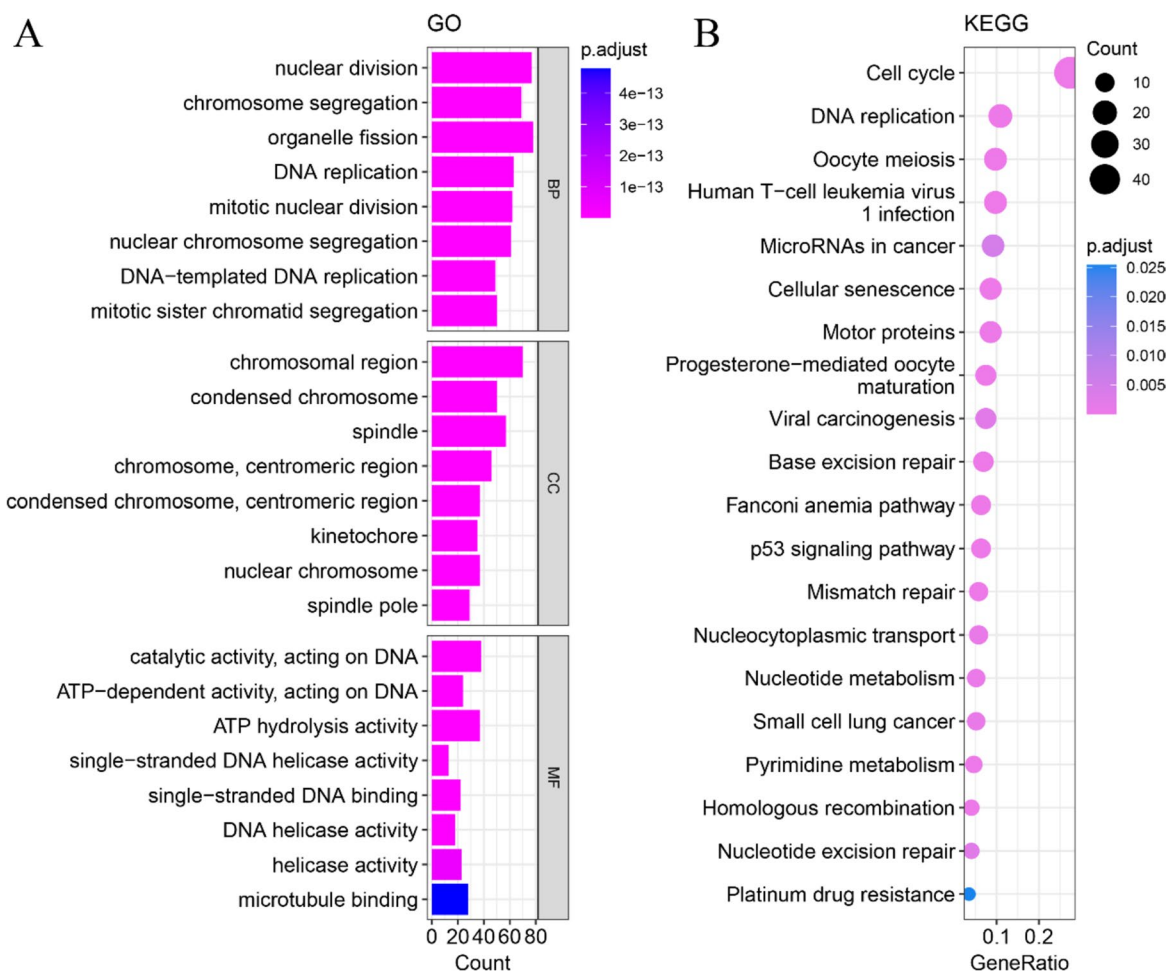 A
GO
nuclear division
chromosome segregation
organelle fission
DNA replication
mitotic nuclear division
nuclear chromosome segregation
DNA−templated DNA replication
mitotic sister chromatid segregation
BP
chromosomal region
condensed chromosome
spindle
chromosome, centromeric region
condensed chromosome, centromeric region
kinetochore
nuclear chromosome
spindle pole
CC
catalytic activity, acting on DNA
ATP−dependent activity, acting on DNA
ATP hydrolysis activity
single−stranded DNA helicase activity
single−stranded DNA binding
DNA helicase activity
helicase activity
microtubule binding
MF
0 20 40 60 80
Count
p.adjust
4e−13
3e−13
2e−13
1e−13
B
KEGG
Cell cycle
DNA replication
Oocyte meiosis
Human T−cell leukemia virus
1 infection
MicroRNAs in cancer
Cellular senescence
Motor proteins
Progesterone−mediated oocyte
maturation
Viral carcinogenesis
Base excision repair
Fanconi anemia pathway
p53 signaling pathway
Mismatch repair
Nucleocytoplasmic transport
Nucleotide metabolism
Small cell lung cancer
Pyrimidine metabolism
Homologous recombination
Nucleotide excision repair
Platinum drug resistance
0.1 0.2
GeneRatio
Count
10
20
30
40
p.adjust
0.025
0.020
0.015
0.010
0.005